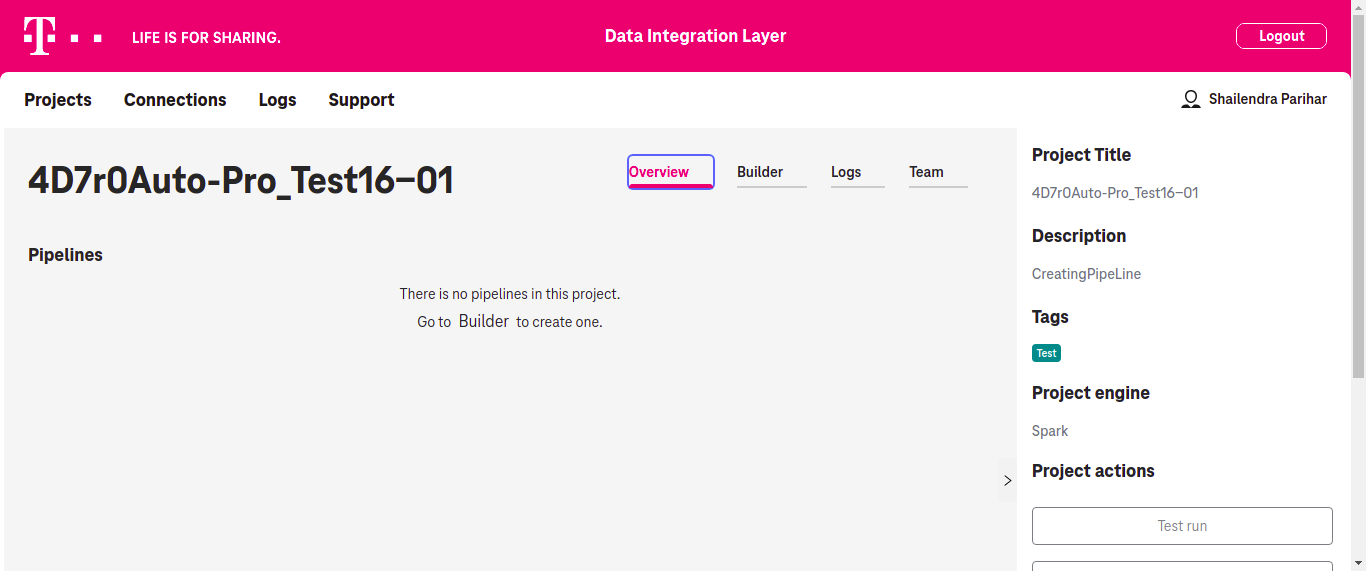 T
LIFE IS FOR SHARING.
Data Integration Layer
Logout
Projects
Connections
Logs
Support
Shailendra Parihar
4D7r0Auto-Pro_Test16–01
Overview
Builder
Logs
Team
Pipelines
There is no pipelines in this project.
Go to Builder to create one.
Project Title
4D7r0Auto-Pro_Test16–01
Description
CreatingPipeLine
Tags
Test
Project engine
Spark
Project actions
Test run